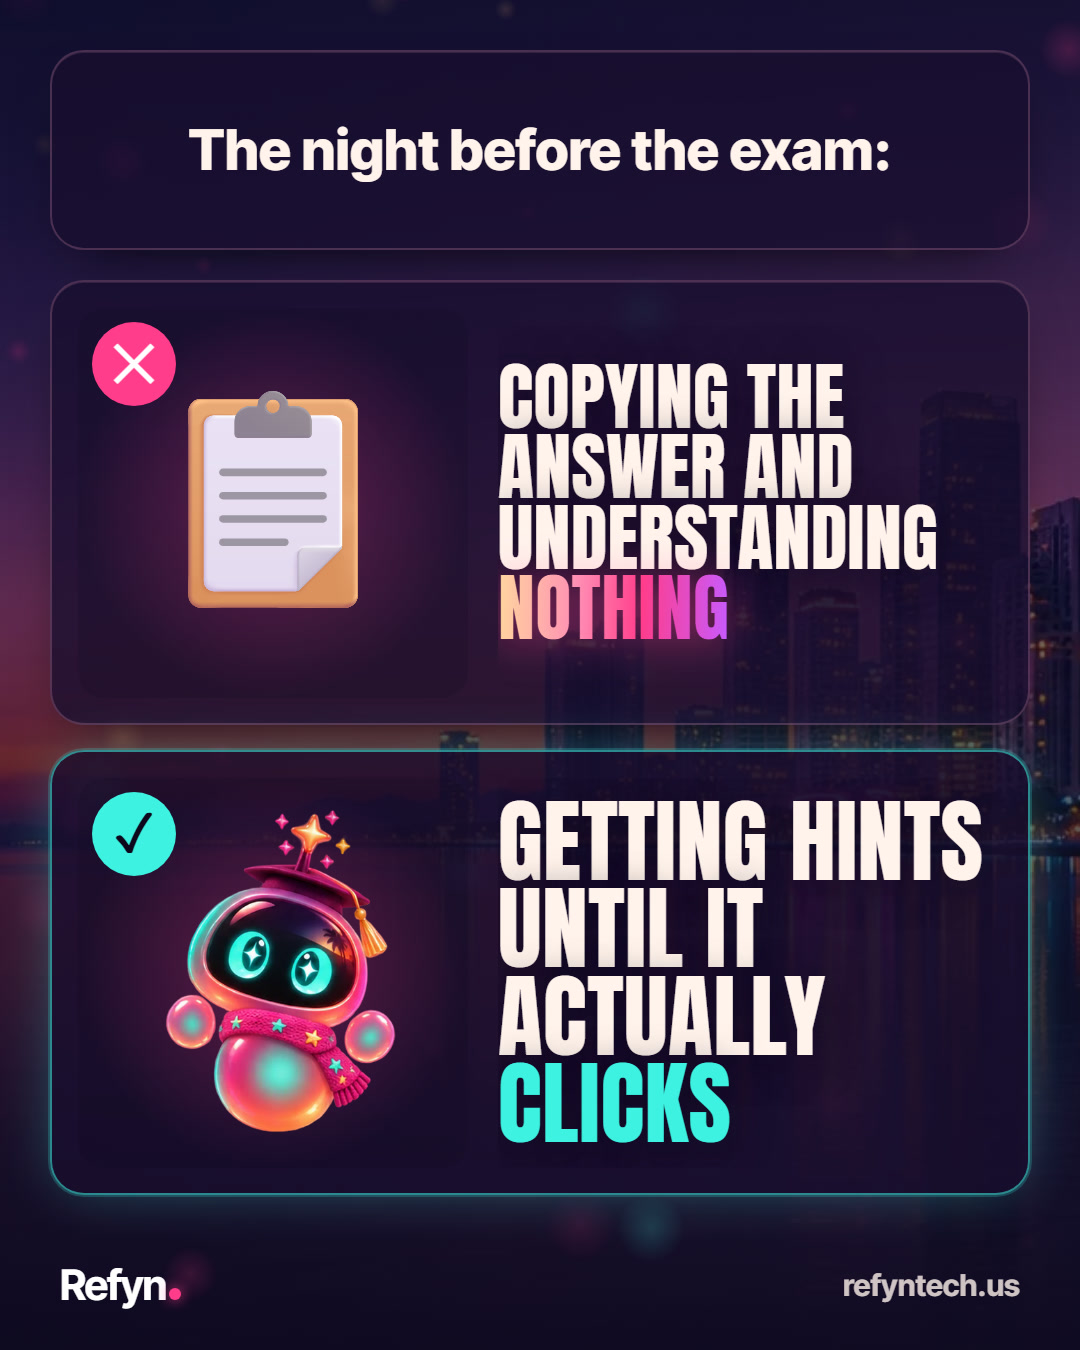 The night before the exam:
COPYING THE
ANSWER AND
UNDERSTANDING
NOTHING
GETTING HINTS
UNTIL IT
ACTUALLY
CLICKS
Refyn.
refyntech.us